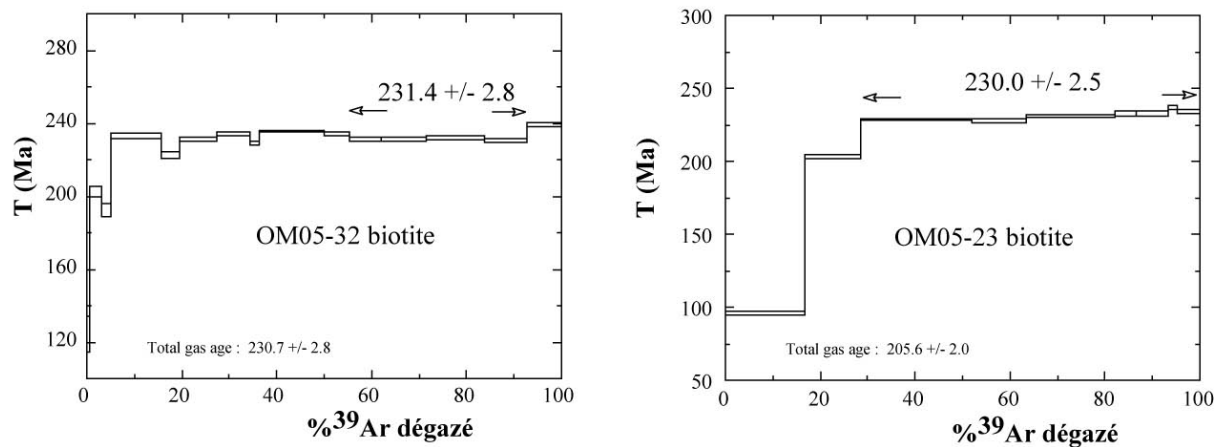 280
240
200
160
120
T (Ma)
231.4 +/- 2.8
OM05-32 biotite
Total gas age : 230.7 +/- 2.8
0 20 40 60 80 100
%39Ar dégazé
300
250
200
150
100
50
T (Ma)
230.0 +/- 2.5
OM05-23 biotite
Total gas age : 205.6 +/- 2.0
0 20 40 60 80 100
%39Ar dégazé